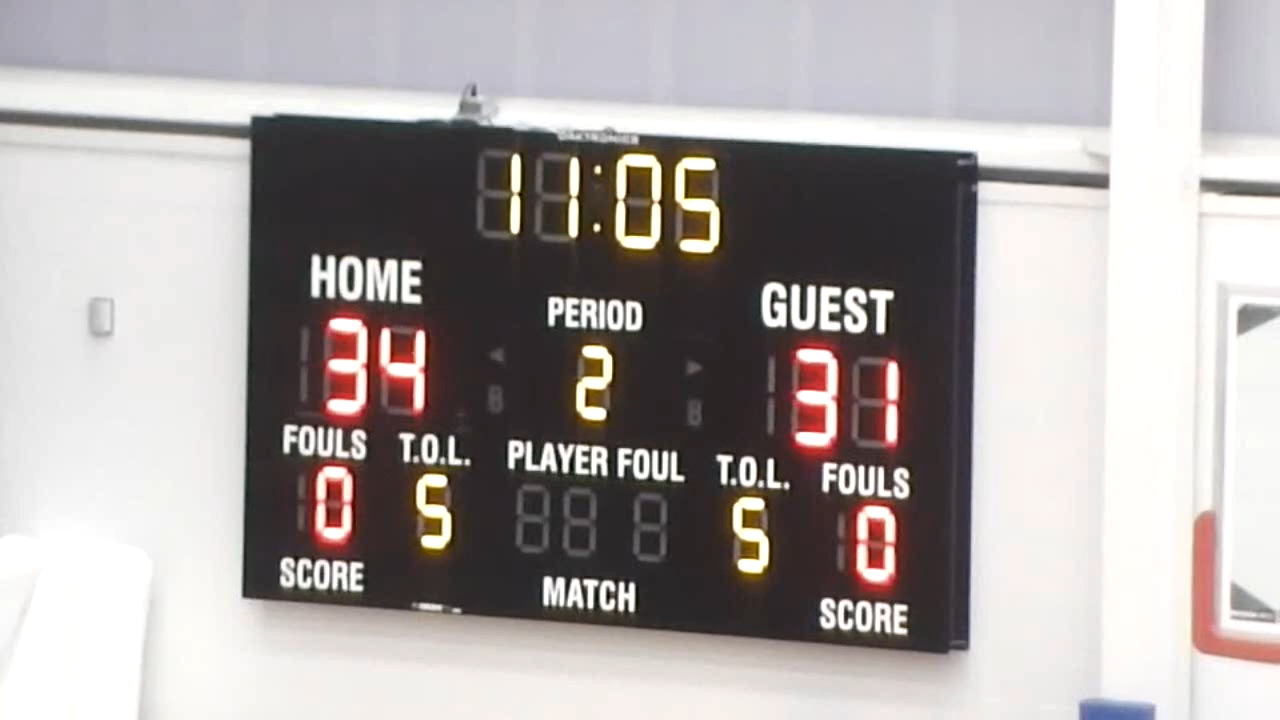 DAKTRONICS
11:05
HOME
PERIOD
GUEST
34
2
31
B
B
FOULS
T.O.L.
PLAYER FOUL
T.O.L.
FOULS
0
5
5
0
SCORE
MATCH
SCORE